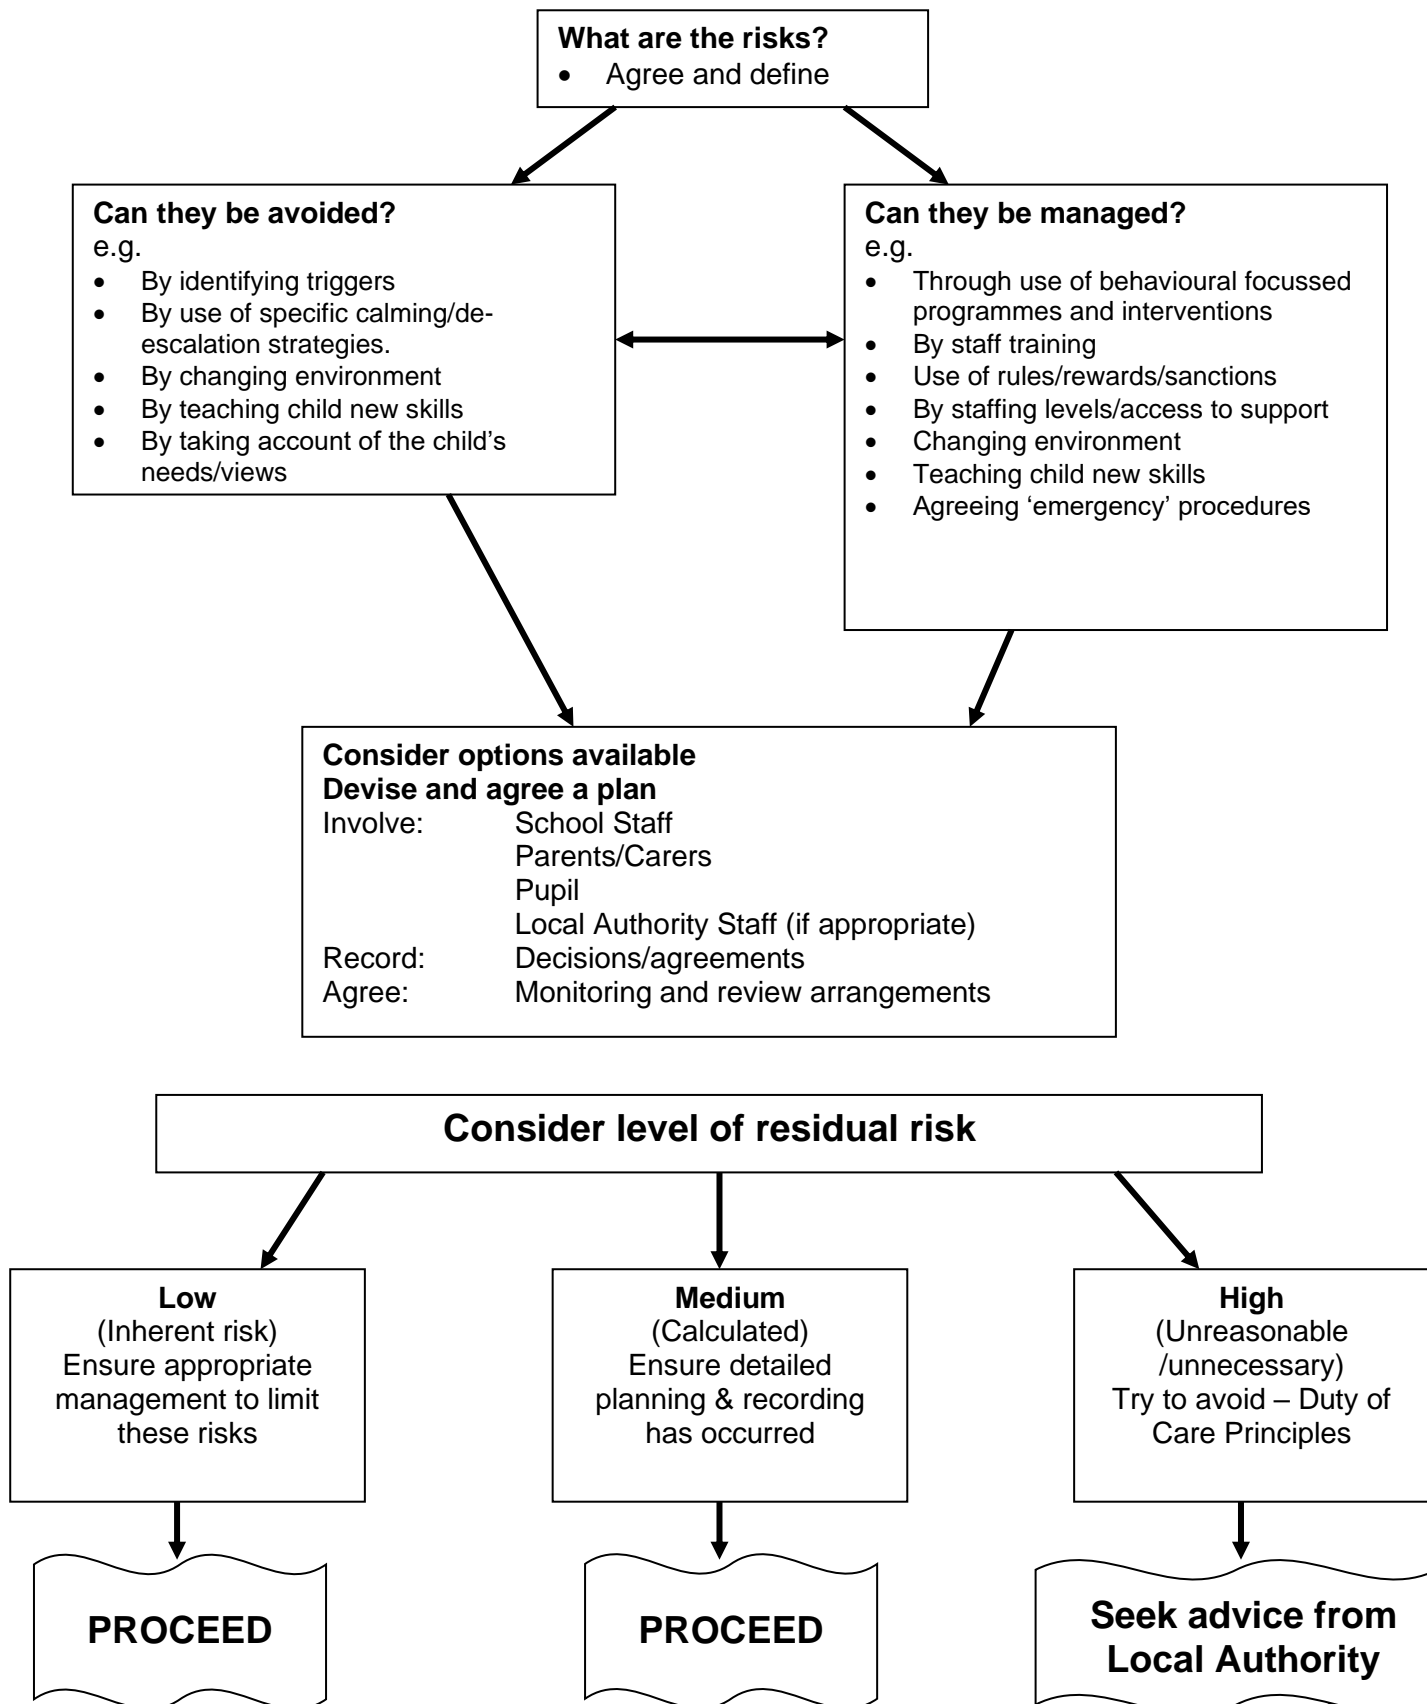 What are the risks?
• Agree and define
Can they be avoided?
e.g.
• By identifying triggers
• By use of specific calming/de-
escalation strategies.
• By changing environment
• By teaching child new skills
• By taking account of the child’s
needs/views
Can they be managed?
e.g.
• Through use of behavioural focussed
programmes and interventions
• By staff training
• Use of rules/rewards/sanctions
• By staffing levels/access to support
• Changing environment
• Teaching child new skills
• Agreeing ‘emergency’ procedures
Consider options available
Devise and agree a plan
Involve: School Staff
Parents/Carers
Pupil
Local Authority Staff (if appropriate)
Record: Decisions/agreements
Agree: Monitoring and review arrangements
Consider level of residual risk
Low
(Inherent risk)
Ensure appropriate
management to limit
these risks
Medium
(Calculated)
Ensure detailed
planning & recording
has occurred
High
(Unreasonable
/unnecessary)
Try to avoid – Duty of
Care Principles
PROCEED
PROCEED
Seek advice from
Local Authority